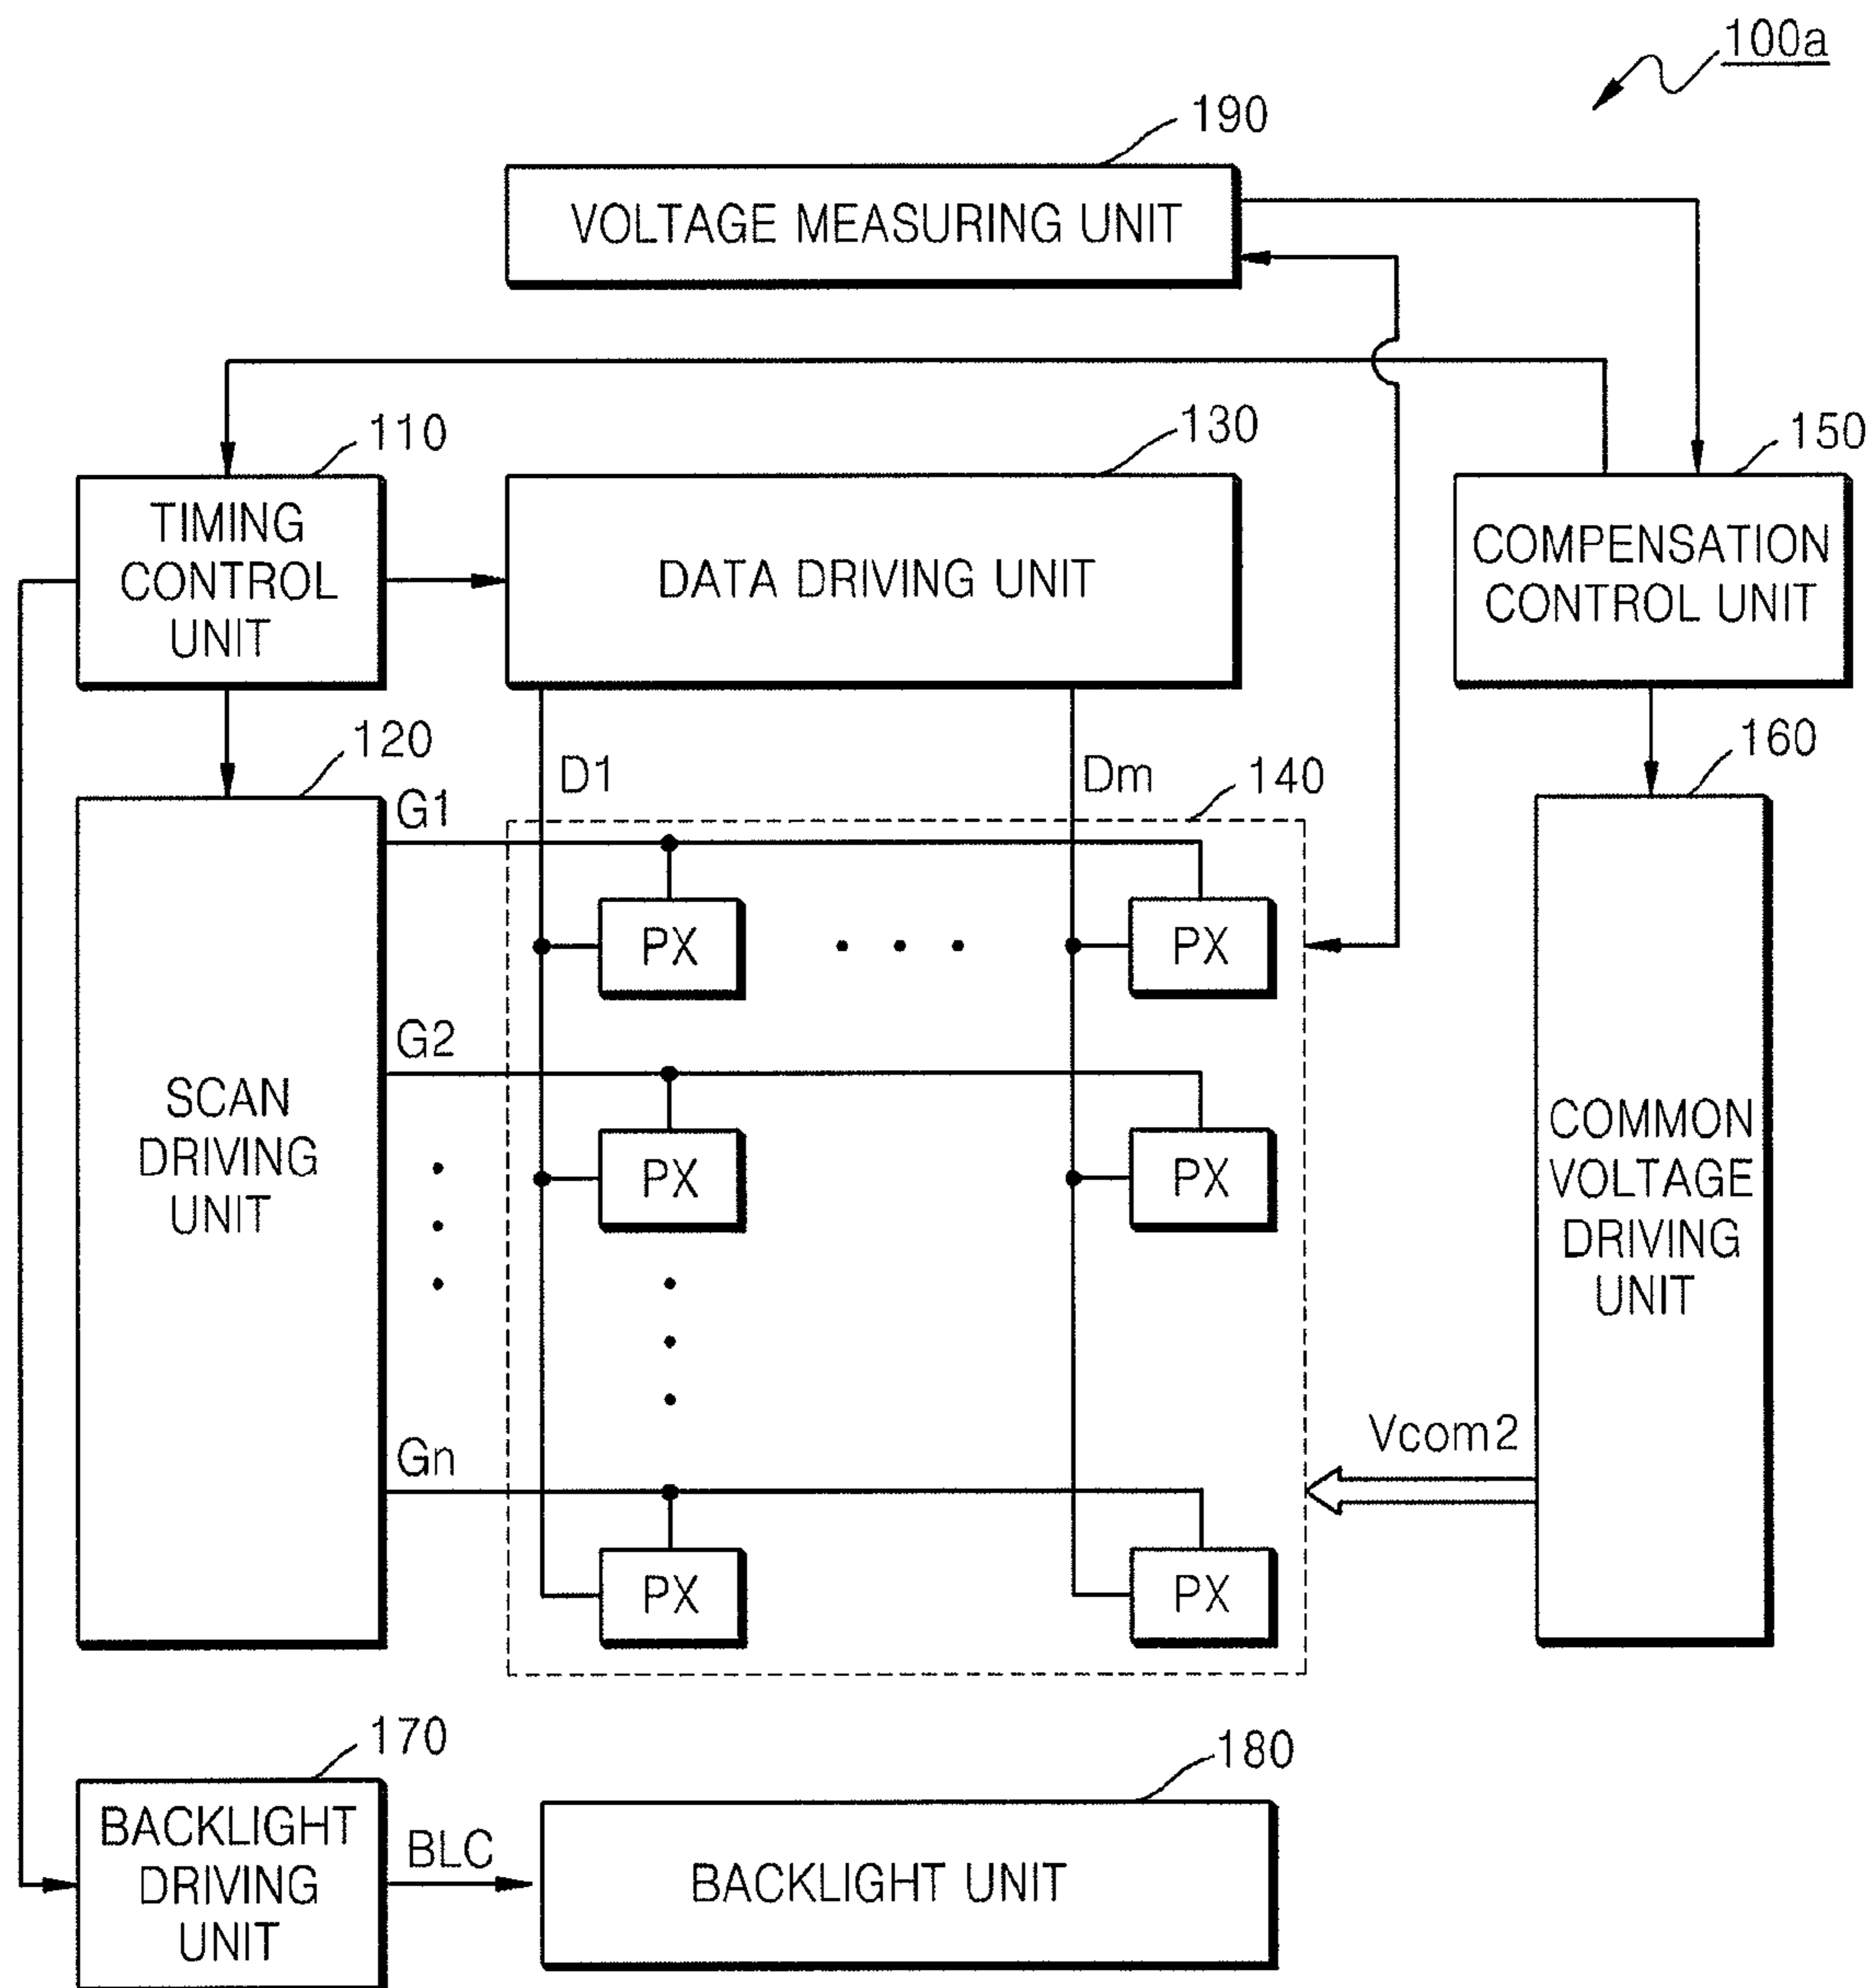 100a
190
VOLTAGE MEASURING UNIT
110
130
150
TIMING
CONTROL
UNIT
DATA DRIVING UNIT
COMPENSATION
CONTROL UNIT
120
D1
Dm
140
160
G1
PX
PX
G2
SCAN
DRIVING
UNIT
PX
PX
COMMON
VOLTAGE
DRIVING
UNIT
Vcom2
Gn
PX
PX
170
180
BACKLIGHT
DRIVING
UNIT
BLC
BACKLIGHT UNIT